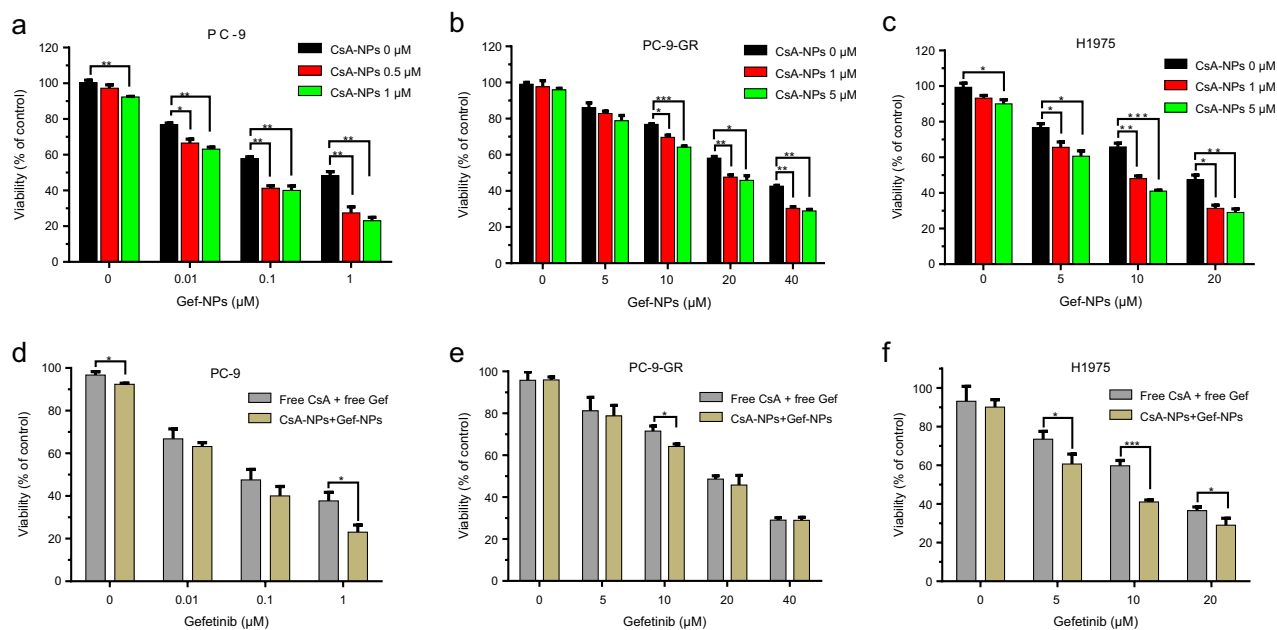 a
PC-9
CsA-NPs 0 μM
CsA-NPs 0.5 μM
CsA-NPs 1 μM
Viability (% of control)
120
100
80
60
40
20
0
**
*
**
**
**
**
**
0
0.01
0.1
1
Gef-NPs (μM)
b
PC-9-GR
CsA-NPs 0 μM
CsA-NPs 1 μM
CsA-NPs 5 μM
Viability (% of control)
120
100
80
60
40
20
0
***
*
*
**
**
**
0
5
10
20
40
Gef-NPs (μM)
c
H1975
CsA-NPs 0 μM
CsA-NPs 1 μM
CsA-NPs 5 μM
Viability (% of control)
120
100
80
60
40
20
0
*
*
*
***
**
**
*
0
5
10
20
Gef-NPs (μM)
d
PC-9
Free CsA + free Gef
CsA-NPs+Gef-NPs
Viability (% of control)
100
80
60
40
20
0
*
*
0
0.01
0.1
1
Gefetinib (μM)
e
PC-9-GR
Free CsA + free Gef
CsA-NPs+Gef-NPs
Viability (% of control)
100
80
60
40
20
0
*
0
5
10
20
40
Gefetinib (μM)
f
H1975
Free CsA + free Gef
CsA-NPs+Gef-NPs
Viability (% of control)
120
100
80
60
40
20
0
*
***
*
0
5
10
20
Gefetinib (μM)